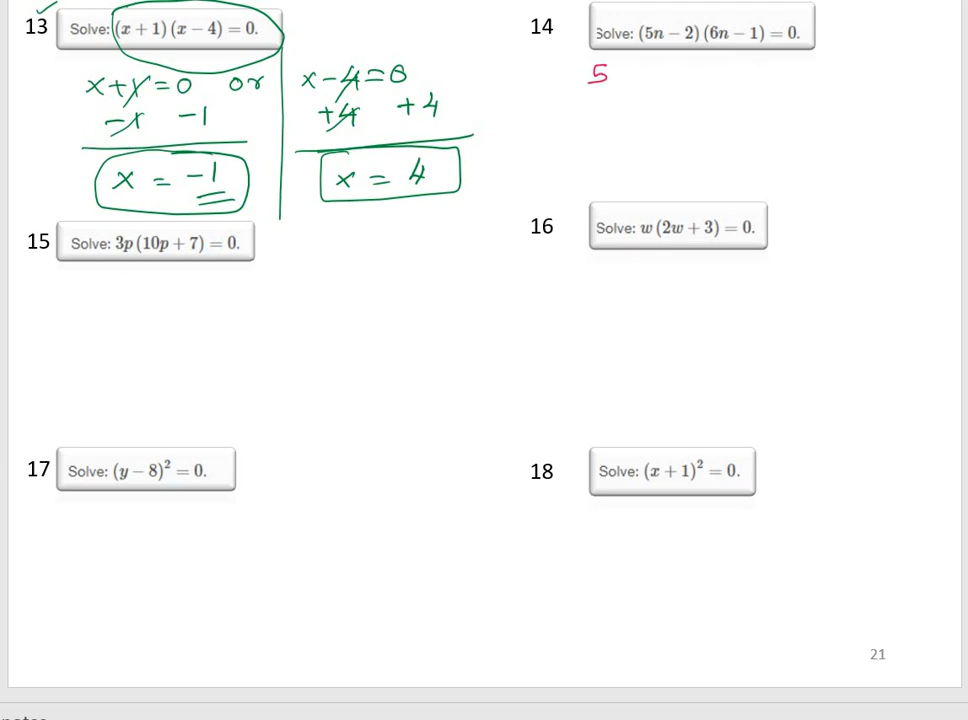 13 Solve: (x + 1) (x − 4) = 0.
x+1=0 or x-4=0
-1 -1 +4 +4
x = -1 x = 4
14 Solve: (5n − 2) (6n − 1) = 0.
5
15 Solve: 3p (10p + 7) = 0.
16 Solve: w (2w + 3) = 0.
17 Solve: (y − 8)² = 0.
18 Solve: (x + 1)² = 0.
21